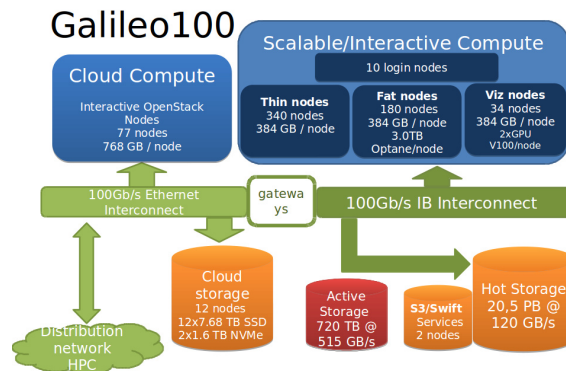 Galileo100
Cloud Compute
Interactive OpenStack
Nodes
77 nodes
768 GB / node
Scalable/Interactive Compute
10 login nodes
Thin nodes
340 nodes
384 GB / node
Fat nodes
180 nodes
384 GB / node
3.0TB
Optane/node
Viz nodes
34 nodes
384 GB / node
2xGPU
V100/node
100Gb/s Ethernet
Interconnect
gatewa
ys
100Gb/s IB Interconnect
Cloud
storage
12 nodes
12x7.68 TB SSD
2x1.6 TB NVMe
Active
Storage
720 TB @
515 GB/s
S3/Swift
Services
2 nodes
Hot Storage
20,5 PB @
120 GB/s
Distribution
network
HPC